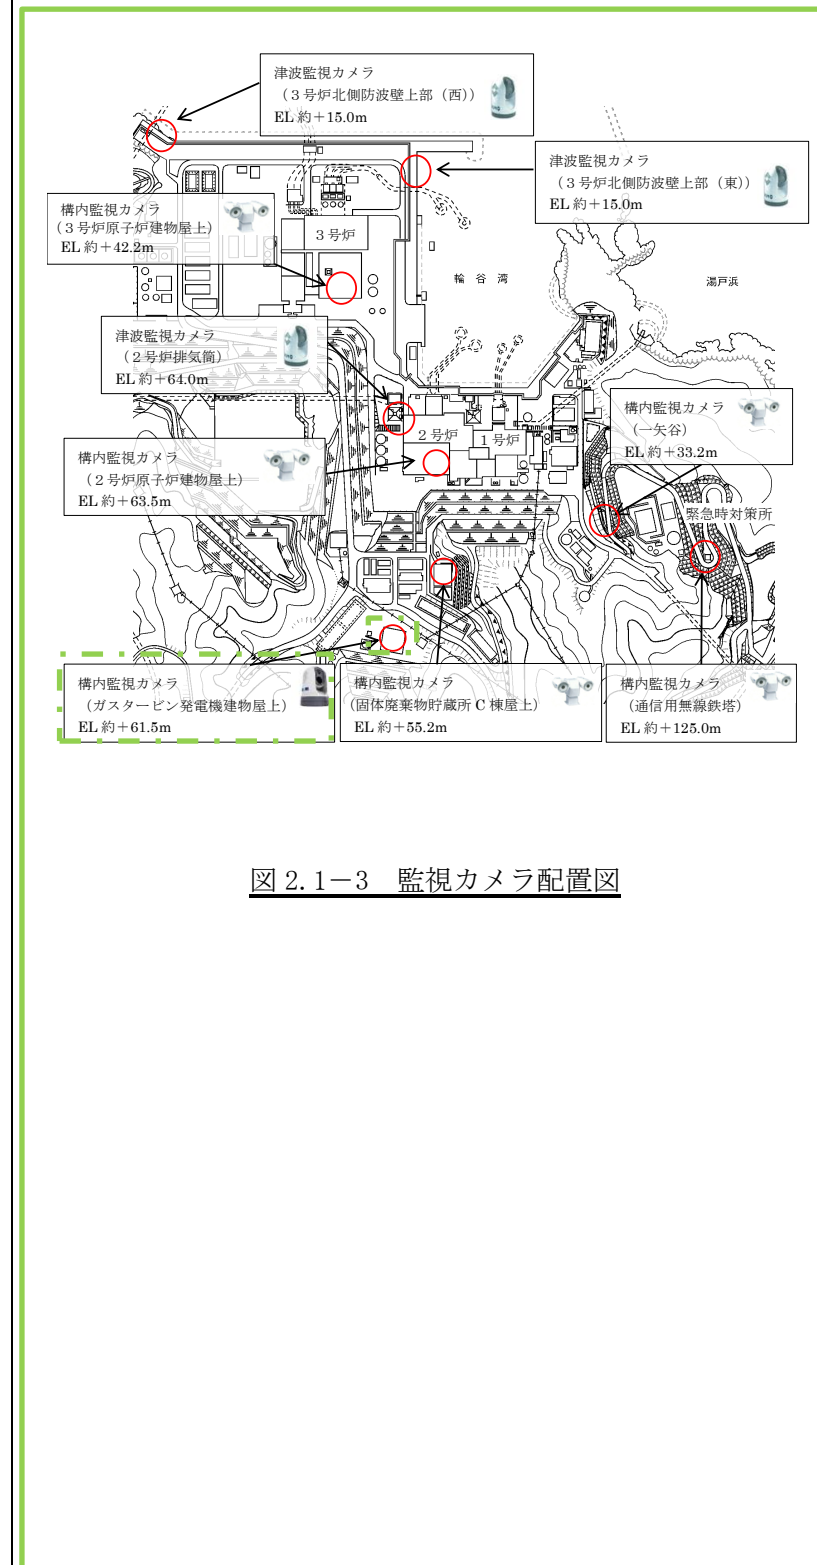 津波監視カメラ
（３号炉北側防波壁上部（西））
EL 約＋15.0m
津波監視カメラ
（３号炉北側防波壁上部（東））
EL 約＋15.0m
構内監視カメラ
（３号炉原子炉建物屋上）
EL 約＋42.2m
３号炉
輪谷湾
湯戸浜
津波監視カメラ
（２号炉排気筒）
EL 約＋64.0m
構内監視カメラ
（一矢谷）
EL 約＋33.2m
２号炉
１号炉
構内監視カメラ
（２号炉原子炉建物屋上）
EL 約＋63.5m
緊急時対策所
構内監視カメラ
（ガスタービン発電機建物屋上）
EL 約＋61.5m
構内監視カメラ
（固体廃棄物貯蔵所 C 棟屋上）
EL 約＋55.2m
構内監視カメラ
（通信用無線鉄塔）
EL 約＋125.0m
図 2.1－3　監視カメラ配置図